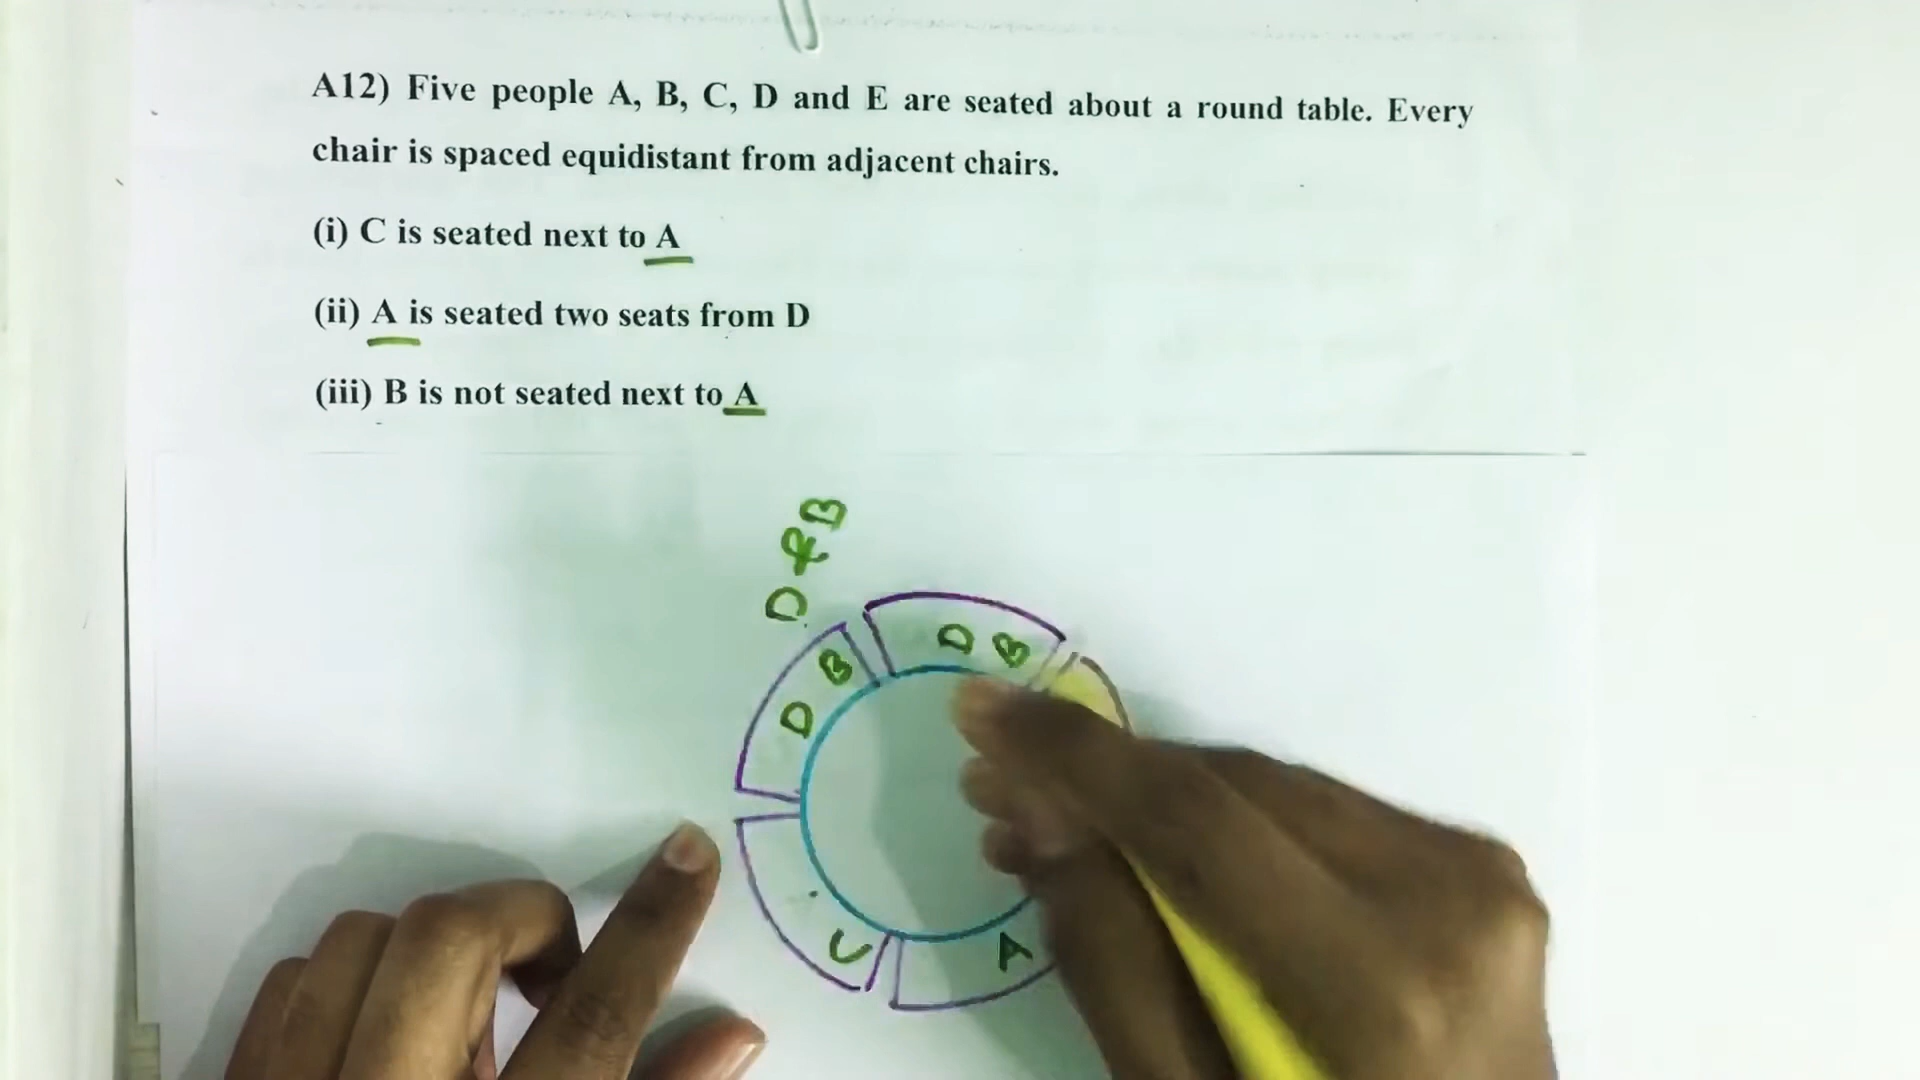 A12) Five people A, B, C, D and E are seated about a round table. Every
chair is spaced equidistant from adjacent chairs.
(i) C is seated next to A
(ii) A is seated two seats from D
(iii) B is not seated next to A
D & B
D B
D B
C
A